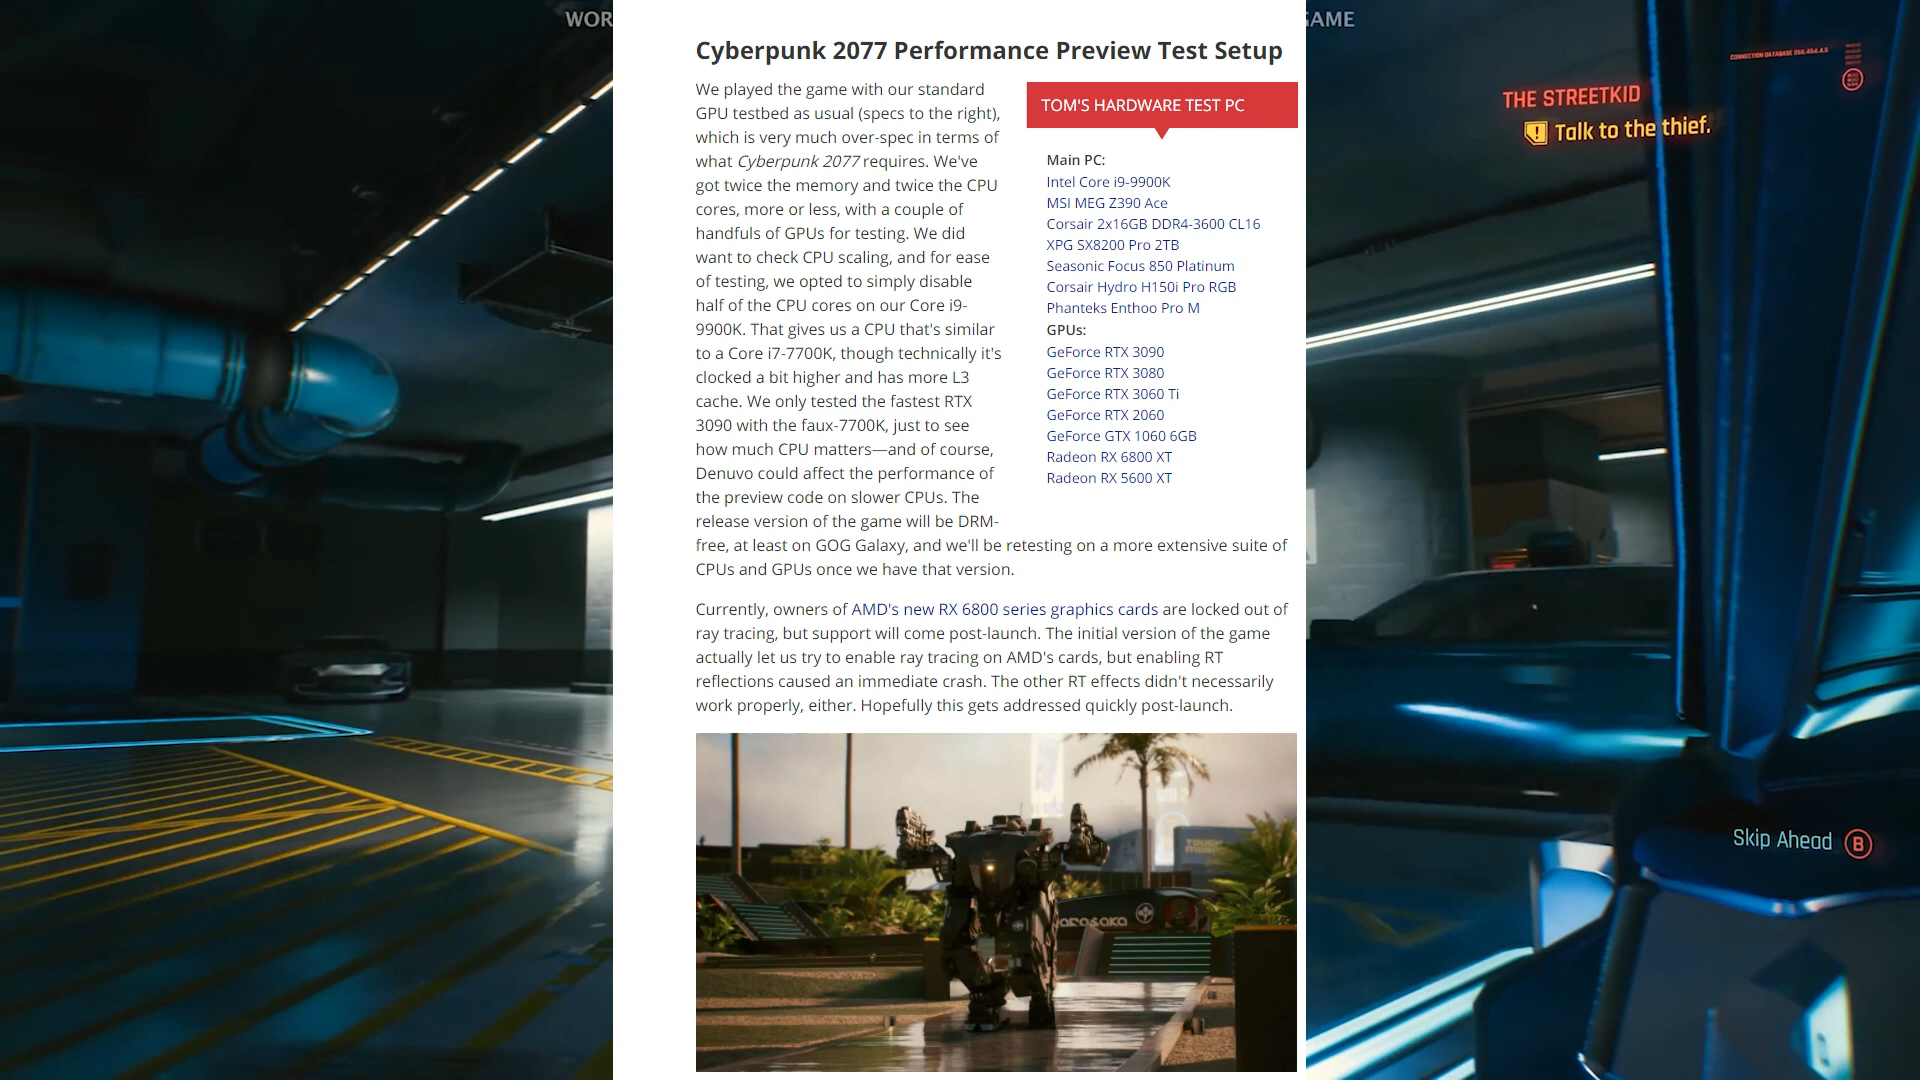 WOR
GAME
Cyberpunk 2077 Performance Preview Test Setup
We played the game with our standard
GPU testbed as usual (specs to the right),
which is very much over-spec in terms of
what Cyberpunk 2077 requires. We've
got twice the memory and twice the CPU
cores, more or less, with a couple of
handfuls of GPUs for testing. We did
want to check CPU scaling, and for ease
of testing, we opted to simply disable
half of the CPU cores on our Core i9-
9900K. That gives us a CPU that's similar
to a Core i7-7700K, though technically it's
clocked a bit higher and has more L3
cache. We only tested the fastest RTX
3090 with the faux-7700K, just to see
how much CPU matters—and of course,
Denuvo could affect the performance of
the preview code on slower CPUs. The
release version of the game will be DRM-
free, at least on GOG Galaxy, and we'll be retesting on a more extensive suite of
CPUs and GPUs once we have that version.
TOM'S HARDWARE TEST PC
Main PC:
Intel Core i9-9900K
MSI MEG Z390 Ace
Corsair 2x16GB DDR4-3600 CL16
XPG SX8200 Pro 2TB
Seasonic Focus 850 Platinum
Corsair Hydro H150i Pro RGB
Phanteks Enthoo Pro M
GPUs:
GeForce RTX 3090
GeForce RTX 3080
GeForce RTX 3060 Ti
GeForce RTX 2060
GeForce GTX 1060 6GB
Radeon RX 6800 XT
Radeon RX 5600 XT
Currently, owners of AMD's new RX 6800 series graphics cards are locked out of
ray tracing, but support will come post-launch. The initial version of the game
actually let us try to enable ray tracing on AMD's cards, but enabling RT
reflections caused an immediate crash. The other RT effects didn't necessarily
work properly, either. Hopefully this gets addressed quickly post-launch.
arasaka
CONNECTION DATABASE
THE STREETKID
Talk to the thief.
Skip Ahead B